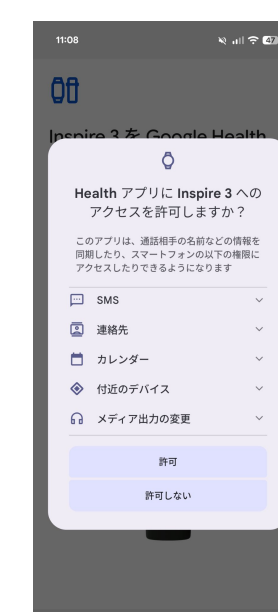 11:08
47
Inspire 3 を Google Health
Health アプリに Inspire 3 への
アクセスを許可しますか？
このアプリは、通話相手の名前などの情報を
同期したり、スマートフォンの以下の権限に
アクセスしたりできるようになります
SMS
連絡先
カレンダー
付近のデバイス
メディア出力の変更
許可
許可しない